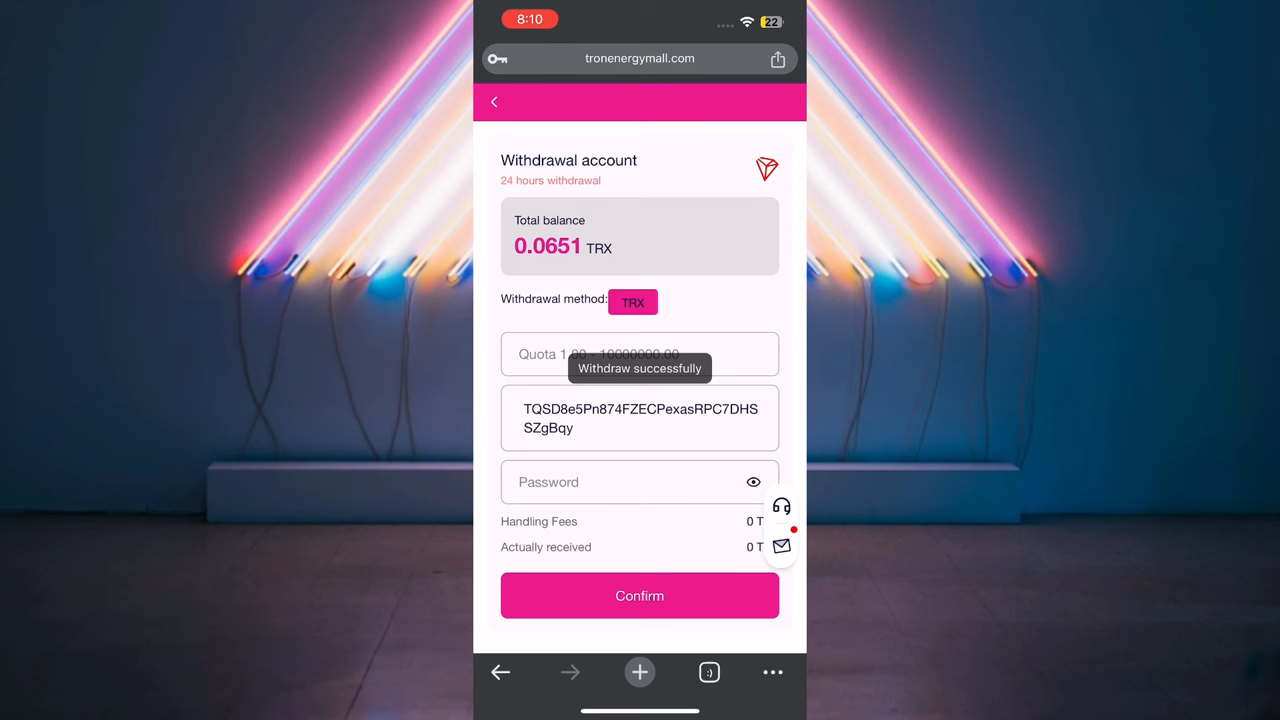 8:10
22
tronenergymall.com
Withdrawal account
24 hours withdrawal
Total balance
0.0651 TRX
Withdrawal method: TRX
Quota 1.00 - 10000000.00
Withdraw successfully
TQSD8e5Pn874FZECPexasRPC7DHS
SZgBqy
Password
Handling Fees 0 T
Actually received 0 T
Confirm
:)